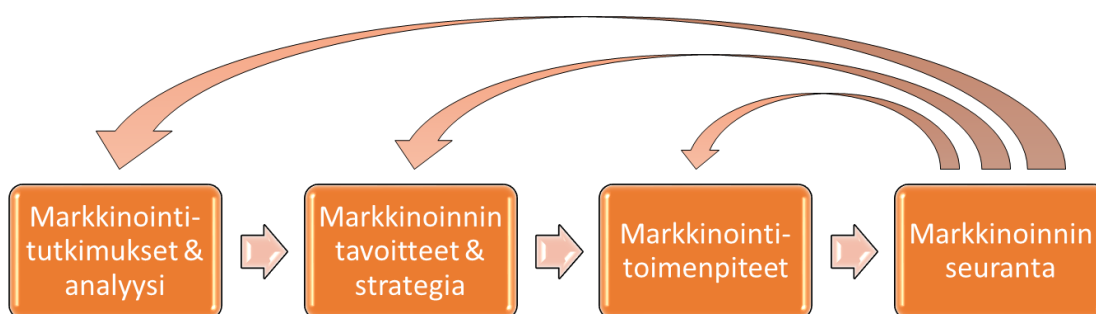 Markkinointi-
tutkimukset &
analyysi
Markkinoinnin
tavoitteet &
strategia
Markkinointi-
toimenpiteet
Markkinoinnin
seuranta